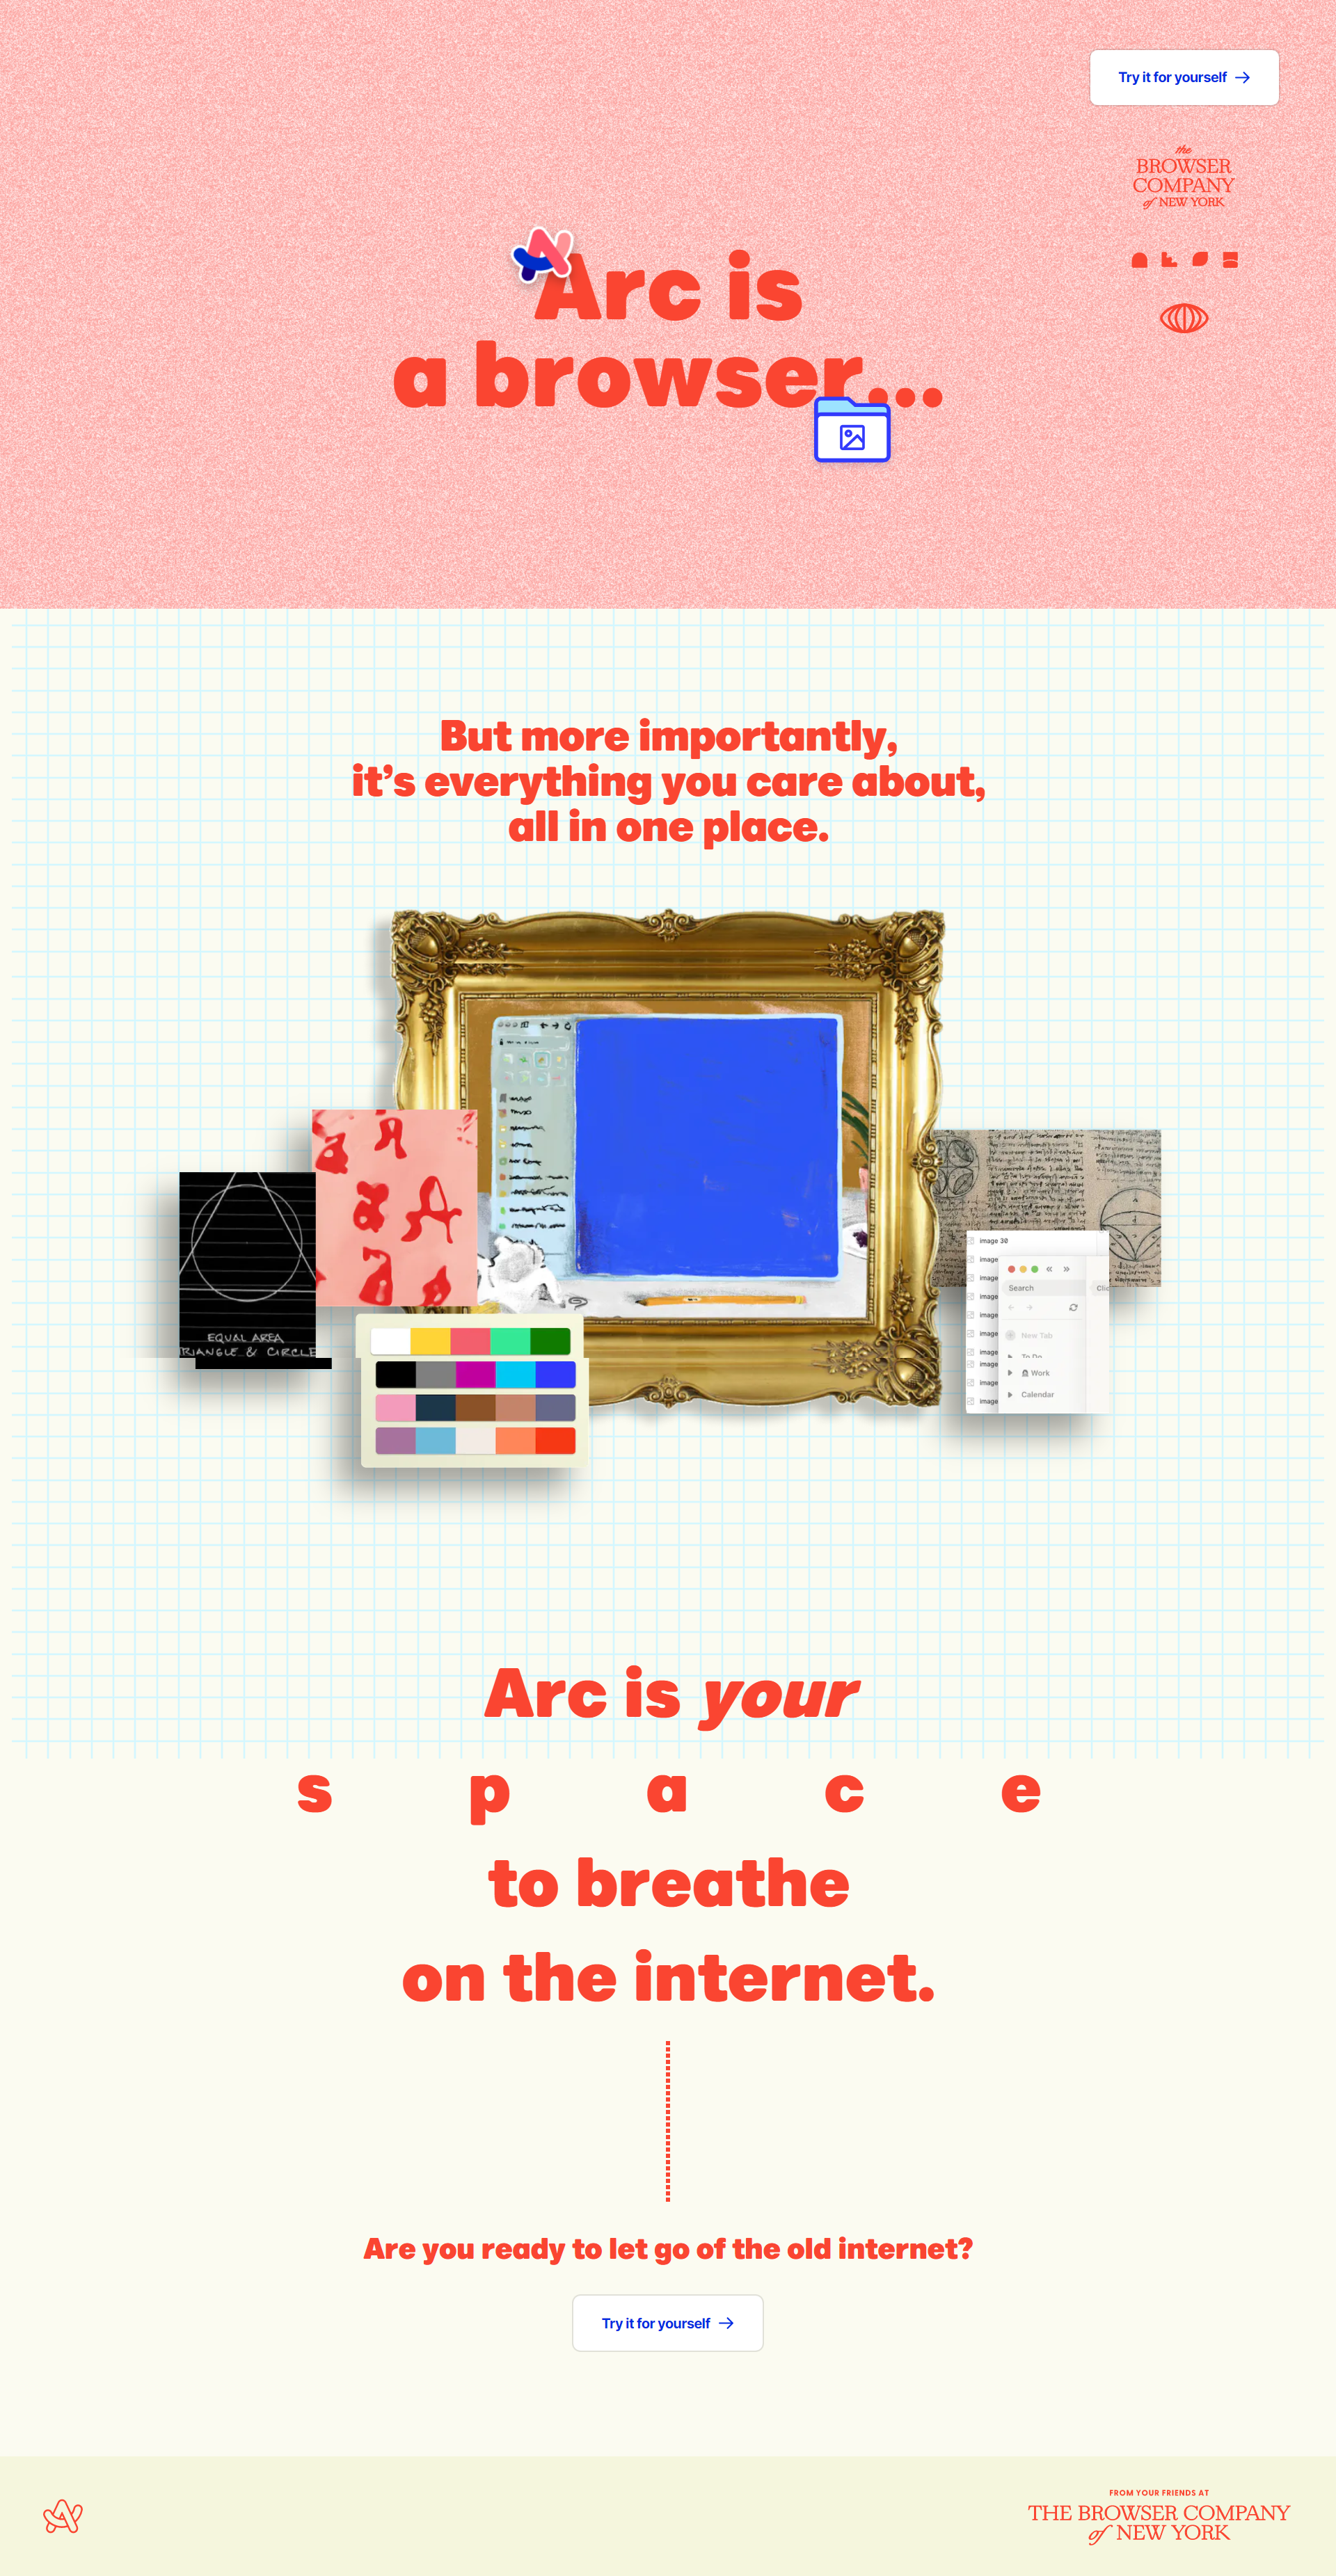 Try it for yourself →
the
BROWSER
COMPANY
of NEW YORK
Arc is
a browser...
But more importantly,
it’s everything you care about,
all in one place.
EQUAL AREA
TRIANGLE & CIRCLE
image 30
image
image
image
image
image
image
image
image
image
Search
New Tab
To Do
Work
Calendar
Arc is your
s p a c e
to breathe
on the internet.
Are you ready to let go of the old internet?
Try it for yourself →
FROM YOUR FRIENDS AT
THE BROWSER COMPANY
of NEW YORK